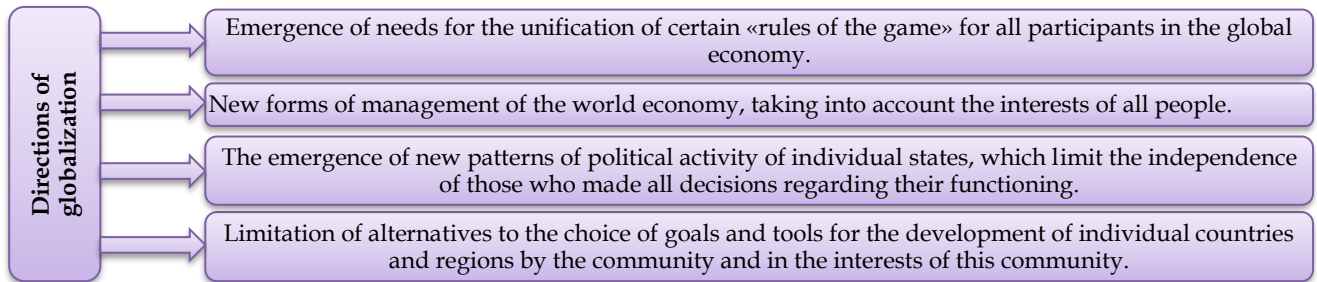 Directions of
globalization
Emergence of needs for the unification of certain «rules of the game» for all participants in the global
economy.
New forms of management of the world economy, taking into account the interests of all people.
The emergence of new patterns of political activity of individual states, which limit the independence
of those who made all decisions regarding their functioning.
Limitation of alternatives to the choice of goals and tools for the development of individual countries
and regions by the community and in the interests of this community.